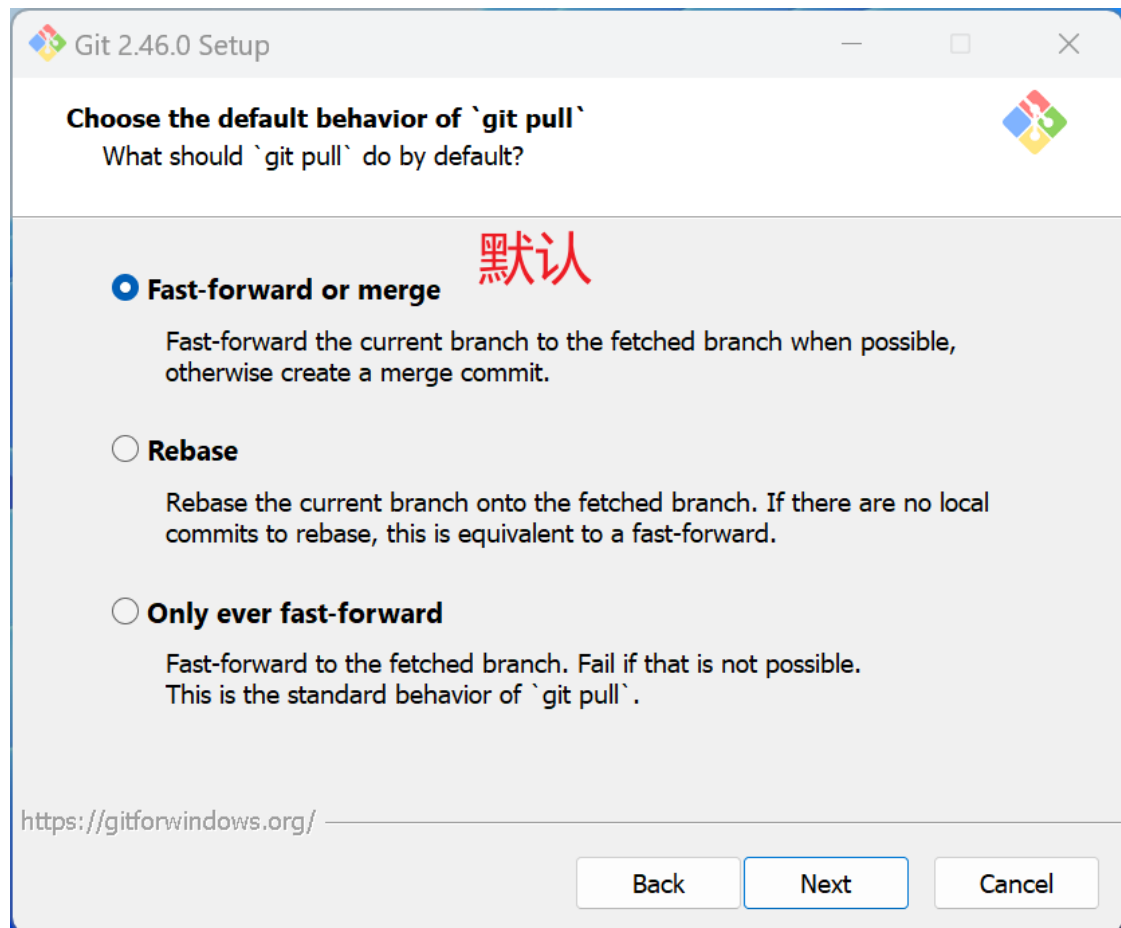 Git 2.46.0 Setup
Choose the default behavior of `git pull`
What should `git pull` do by default?
默认
Fast-forward or merge
Fast-forward the current branch to the fetched branch when possible,
otherwise create a merge commit.
Rebase
Rebase the current branch onto the fetched branch. If there are no local
commits to rebase, this is equivalent to a fast-forward.
Only ever fast-forward
Fast-forward to the fetched branch. Fail if that is not possible.
This is the standard behavior of `git pull`.
https://gitforwindows.org/
Back Next Cancel